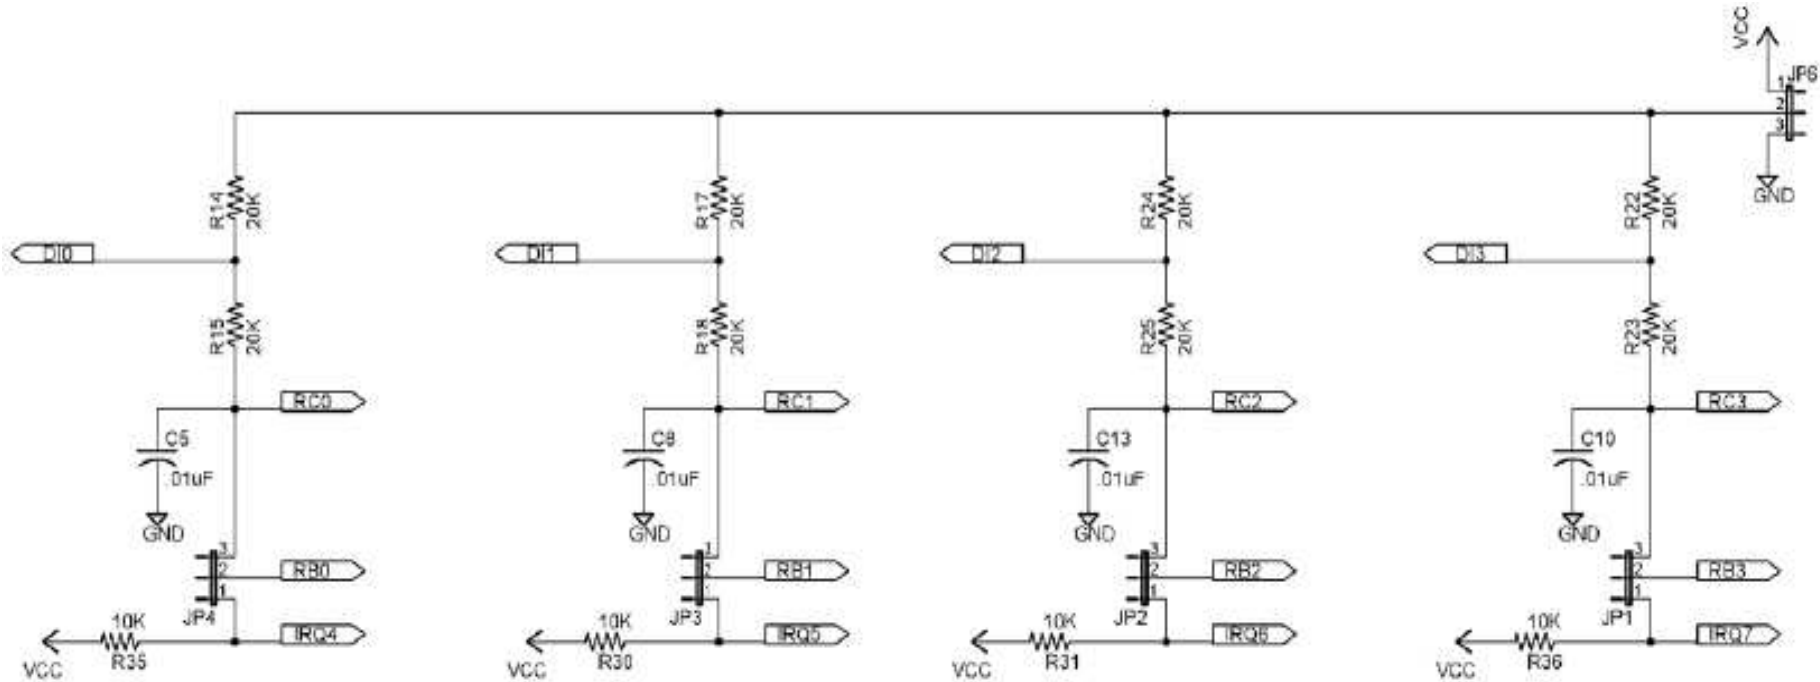 VCC
JP6
1
2
3
GND
R14 20K
R17 20K
R24 20K
R22 20K
DI0
DI1
DI2
DI3
R15 20K
R18 20K
R25 20K
R23 20K
RC0
RC1
RC2
RC3
C5
.01uF
GND
C8
.01uF
GND
C13
.01uF
GND
C10
.01uF
GND
3
2
1
JP4
RB0
1
2
JP3
RB1
3
2
1
JP2
RB2
3
2
1
JP1
RB3
10K
R35
VCC
IRQ4
10K
R30
VCC
IRQ5
10K
R31
VCC
IRQ6
10K
R36
VCC
IRQ7